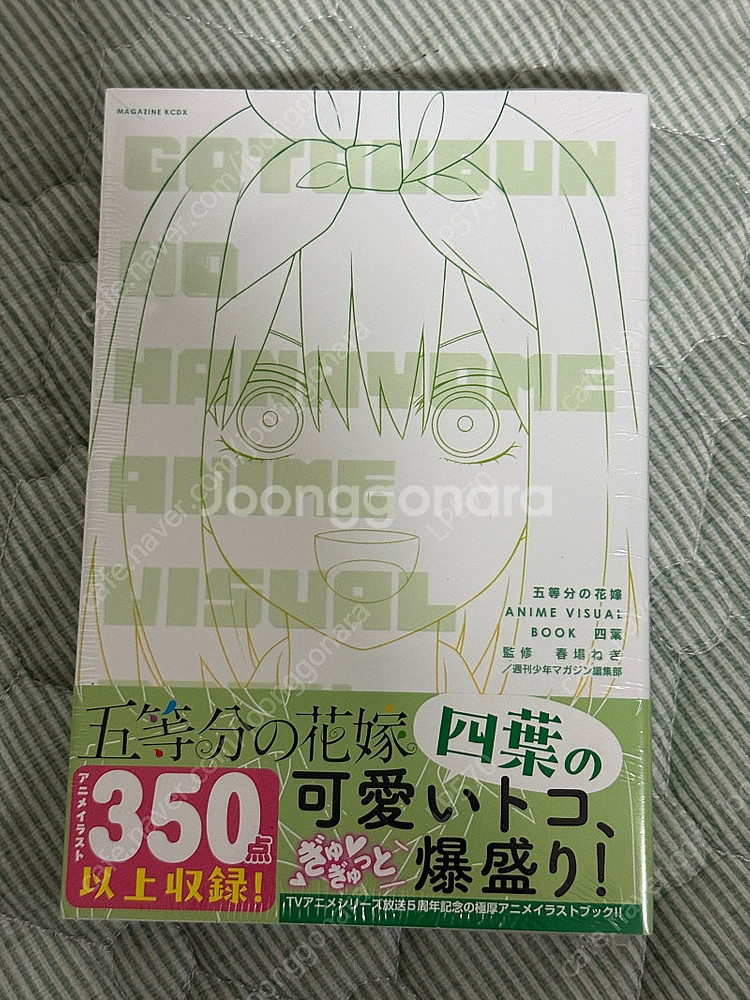 MAGAZINE KCDX
GOTOUBUN
NO
HANAYOME
ANIME
VISUAL
五等分の花嫁
ANIME VISUAL
BOOK 四葉
監修 春場ねぎ
／週刊少年マガジン編集部
五等分の花嫁
四葉の
可愛いトコ、
ぎゅぎゅっと
爆盛り!
アニメイラスト
350点
以上収録!
TVアニメシリーズ放送5周年記念の極厚アニメイラストブック!!
Joonggonara
cafe.naver.com/joonggonara